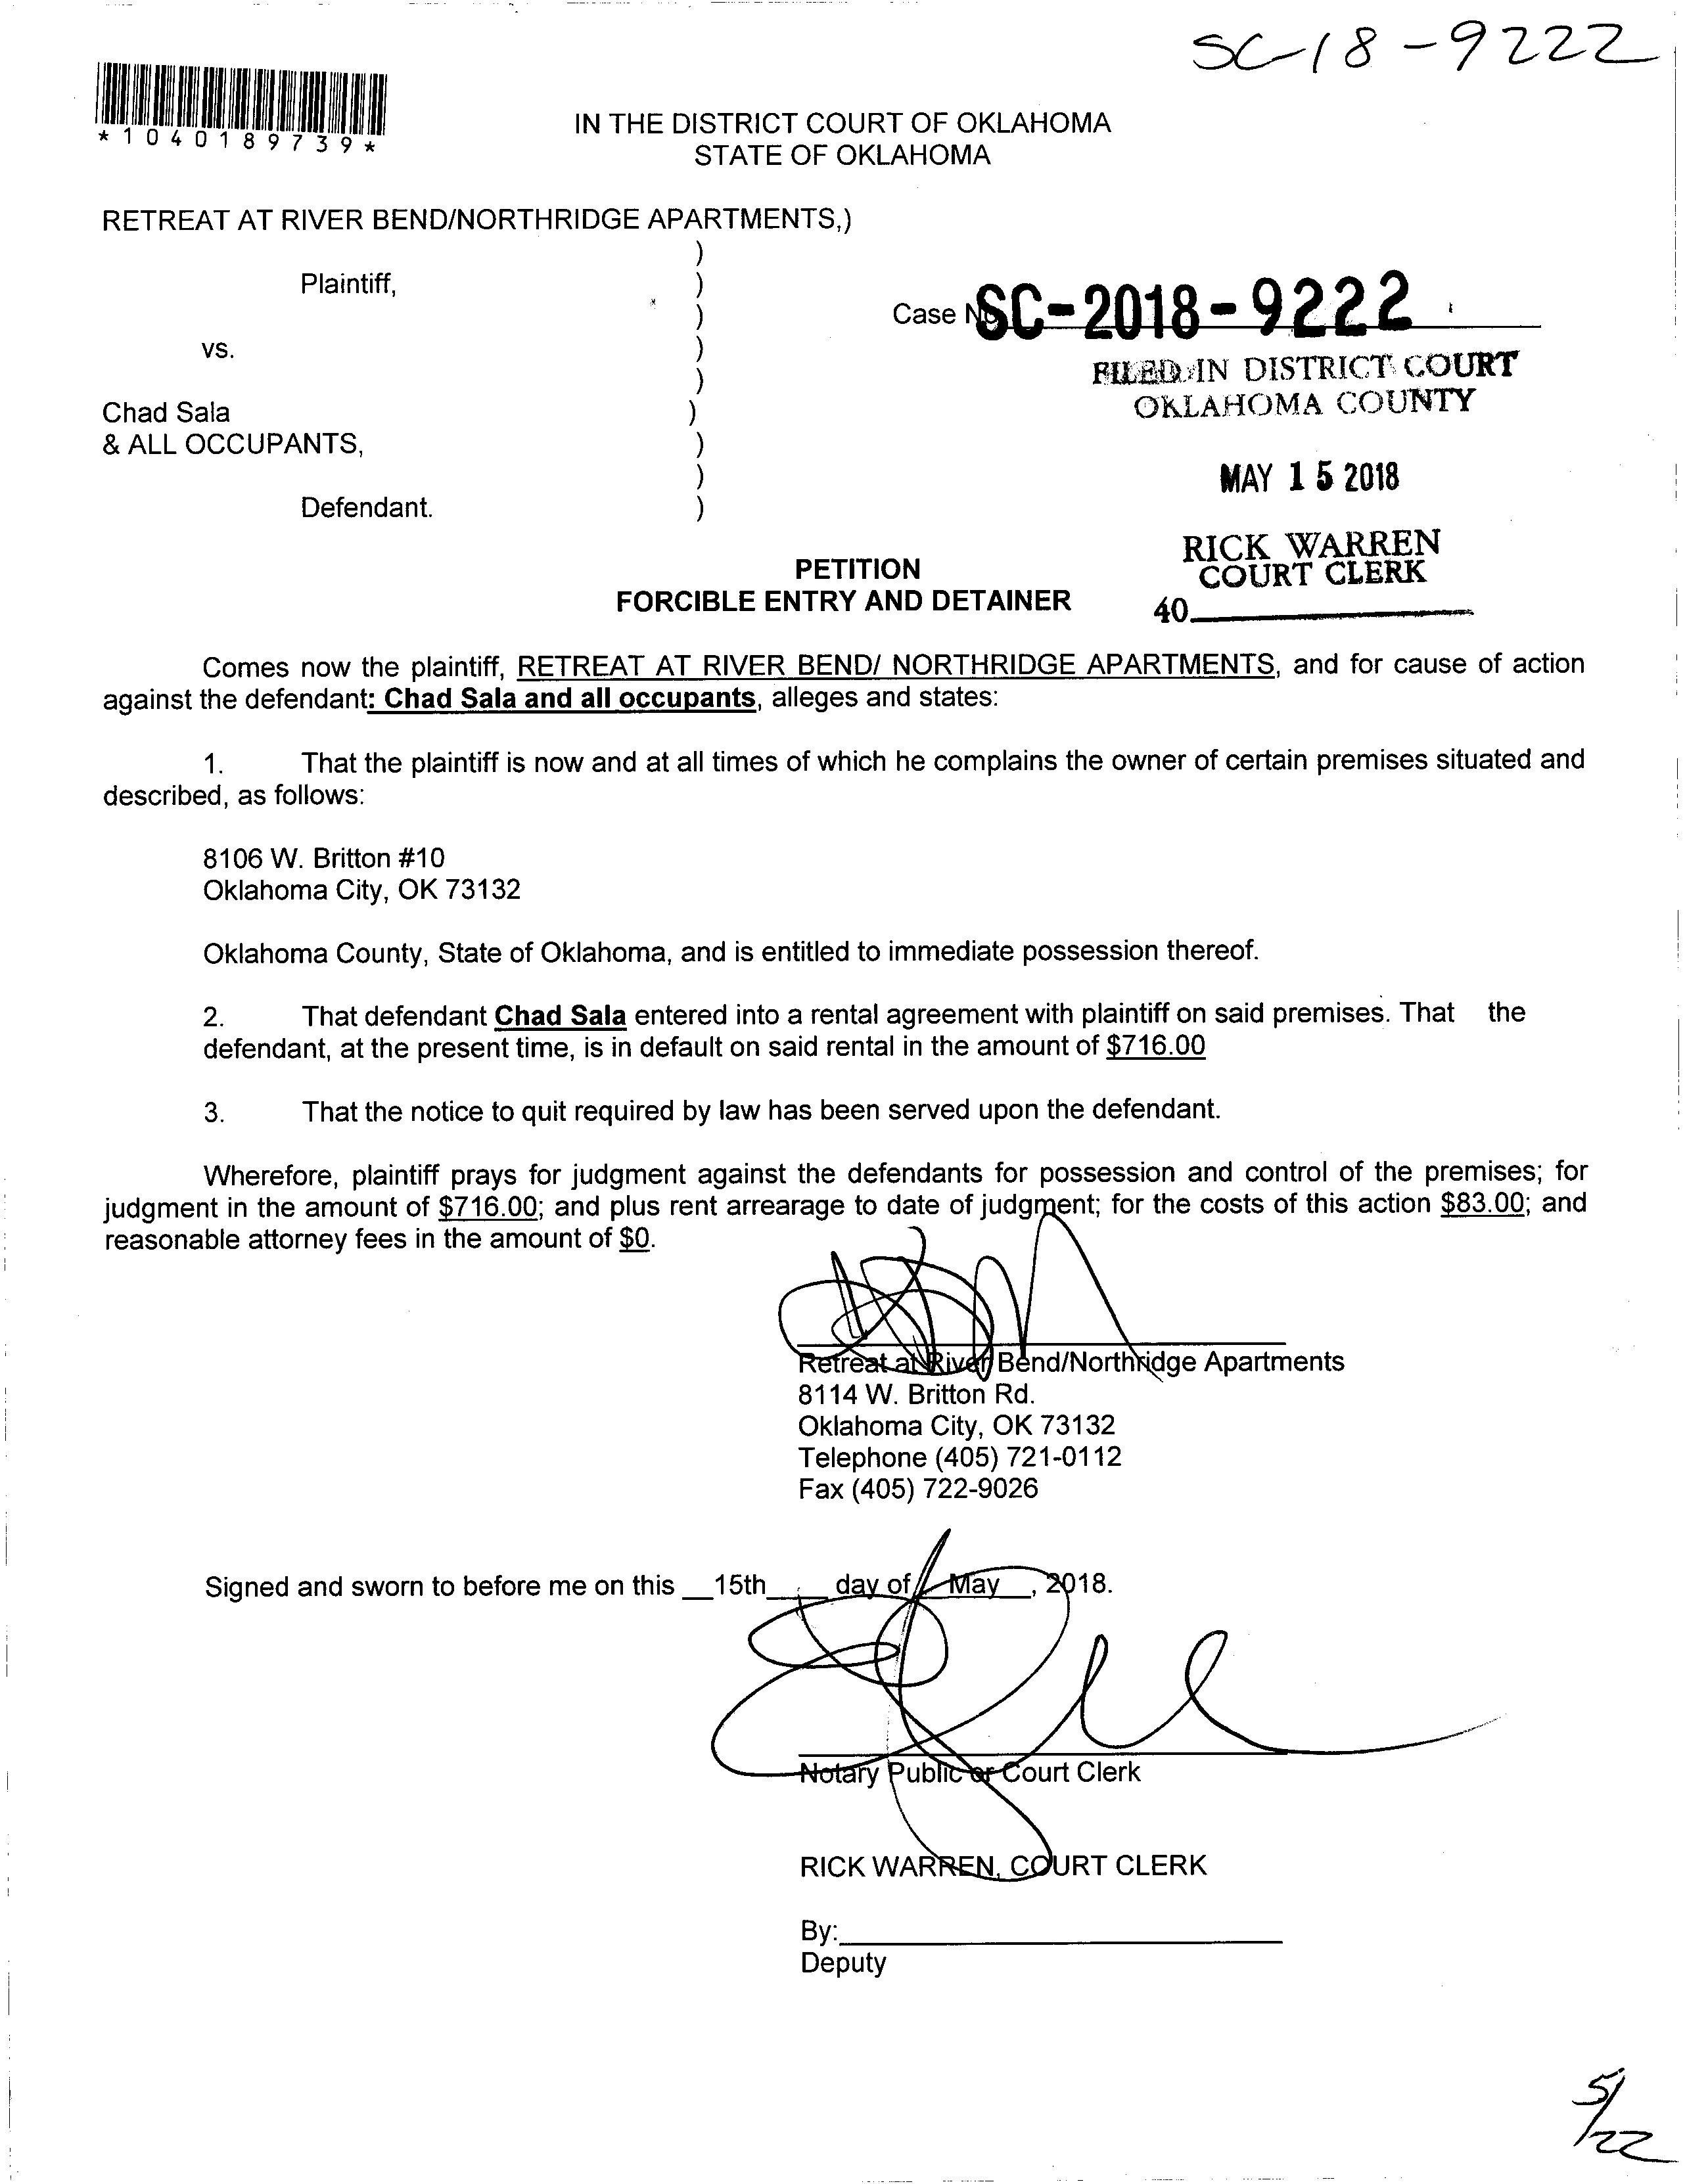 SC-18-9222
*1040189739*
IN THE DISTRICT COURT OF OKLAHOMA
STATE OF OKLAHOMA
RETREAT AT RIVER BEND/NORTHRIDGE APARTMENTS,)
)
Plaintiff, )
)
Case No SC-2018-9222
vs. )
)
FILED IN DISTRICT COURT
OKLAHOMA COUNTY
Chad Sala )
& ALL OCCUPANTS, )
)
MAY 15 2018
Defendant. )
RICK WARREN
COURT CLERK
40
PETITION
FORCIBLE ENTRY AND DETAINER
Comes now the plaintiff, RETREAT AT RIVER BEND/ NORTHRIDGE APARTMENTS, and for cause of action
against the defendant: Chad Sala and all occupants, alleges and states:
1. That the plaintiff is now and at all times of which he complains the owner of certain premises situated and
described, as follows:
8106 W. Britton #10
Oklahoma City, OK 73132
Oklahoma County, State of Oklahoma, and is entitled to immediate possession thereof.
2. That defendant Chad Sala entered into a rental agreement with plaintiff on said premises. That the
defendant, at the present time, is in default on said rental in the amount of $716.00
3. That the notice to quit required by law has been served upon the defendant.
Wherefore, plaintiff prays for judgment against the defendants for possession and control of the premises; for
judgment in the amount of $716.00; and plus rent arrearage to date of judgment; for the costs of this action $83.00; and
reasonable attorney fees in the amount of $0.
Retreat at River Bend/Northridge Apartments
8114 W. Britton Rd.
Oklahoma City, OK 73132
Telephone (405) 721-0112
Fax (405) 722-9026
Signed and sworn to before me on this __15th____ day of __May__, 2018.
Notary Public or Court Clerk
RICK WARREN, COURT CLERK
By:
Deputy
5/22